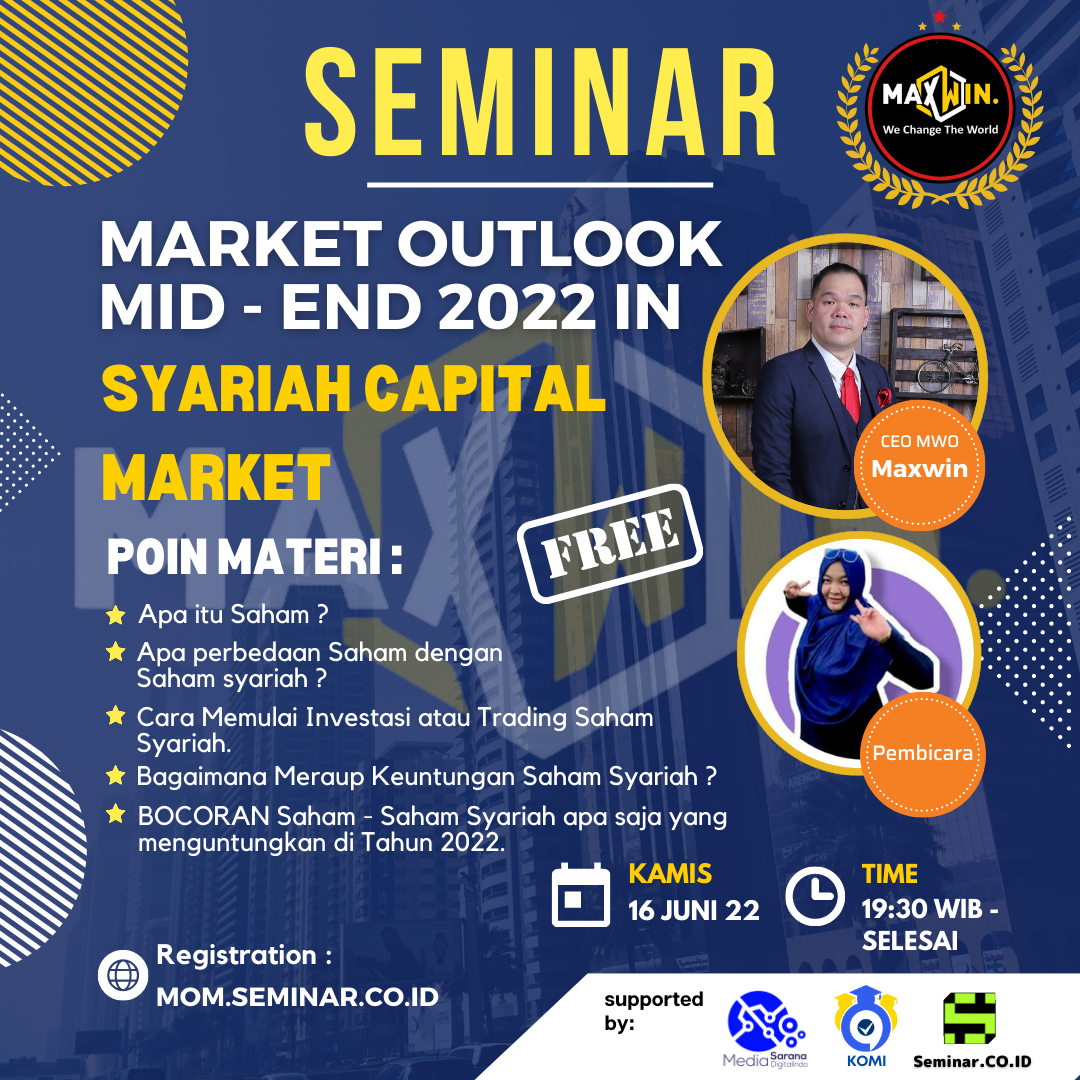 SEMINAR
MAXWIN.
We Change The World
MARKET OUTLOOK
MID - END 2022 IN
SYARIAH CAPITAL
MARKET
CEO MWO
Maxwin
FREE
POIN MATERI :
Apa itu Saham ?
Apa perbedaan Saham dengan
Saham syariah ?
Cara Memulai Investasi atau Trading Saham
Syariah.
Bagaimana Meraup Keuntungan Saham Syariah ?
BOCORAN Saham - Saham Syariah apa saja yang
menguntungkan di Tahun 2022.
Pembicara
KAMIS
16 JUNI 22
TIME
19:30 WIB -
SELESAI
Registration :
MOM.SEMINAR.CO.ID
supported
by:
Media Sarana
Digitalindo
KOMI
Seminar.CO.ID
MAXWIN.